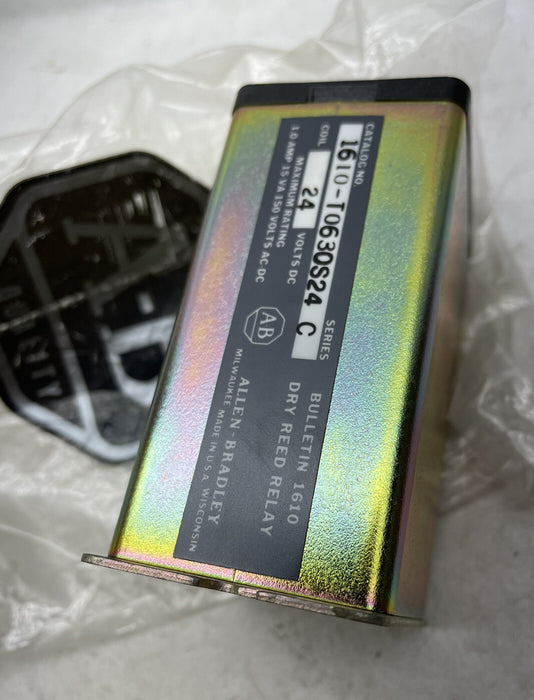 CATALOG NO. SERIES
1610-T0630S24 C
COIL 24 VOLTS DC
MAXIMUM RATING
1.0 AMP 15 VA 150 VOLTS AC-DC
BULLETIN 1610
DRY REED RELAY
AB
ALLEN-BRADLEY
MILWAUKEE MADE IN U.S.A. WISCONSIN
A-B